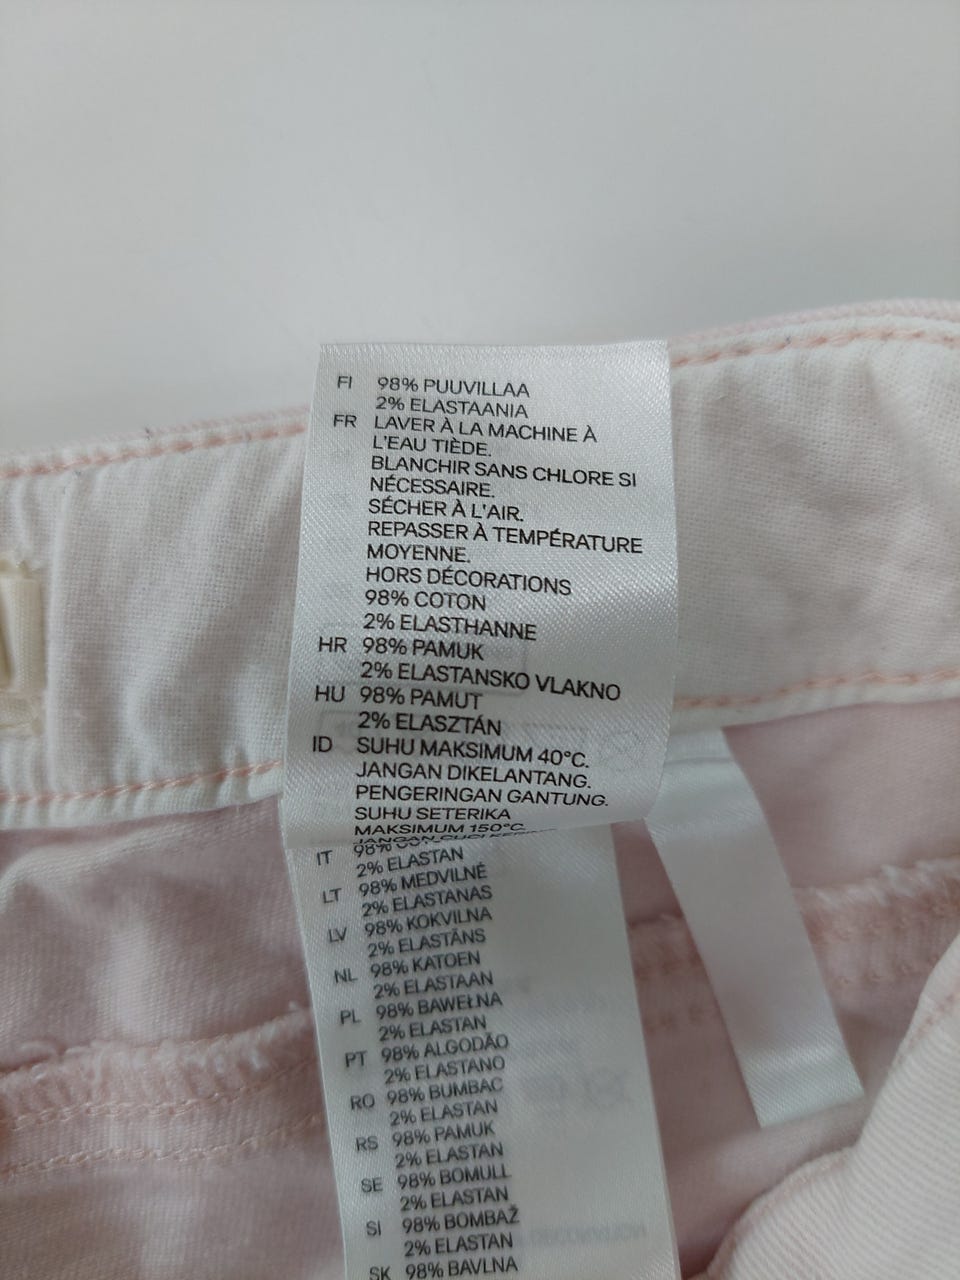 FI 98% PUUVILLAA
2% ELASTAANIA
FR LAVER À LA MACHINE À
L'EAU TIÈDE.
BLANCHIR SANS CHLORE SI
NÉCESSAIRE.
SÉCHER À L'AIR.
REPASSER À TEMPÉRATURE
MOYENNE.
HORS DÉCORATIONS
98% COTON
2% ELASTHANNE
HR 98% PAMUK
2% ELASTANSKO VLAKNO
HU 98% PAMUT
2% ELASZTÁN
ID SUHU MAKSIMUM 40°C.
JANGAN DIKELANTANG.
PENGERINGAN GANTUNG.
SUHU SETERIKA
MAKSIMUM 150°C.
JANGAN CUCI
IT 98%
2% ELASTAN
LT 98% MEDVILNĖ
2% ELASTANAS
LV 98% KOKVILNA
2% ELASTĀNS
NL 98% KATOEN
2% ELASTAAN
PL 98% BAWEŁNA
2% ELASTAN
PT 98% ALGODÃO
2% ELASTANO
RO 98% BUMBAC
2% ELASTAN
RS 98% PAMUK
2% ELASTAN
SE 98% BOMULL
2% ELASTAN
SI 98% BOMBAŽ
2% ELASTAN
SK 98% BAVLNA